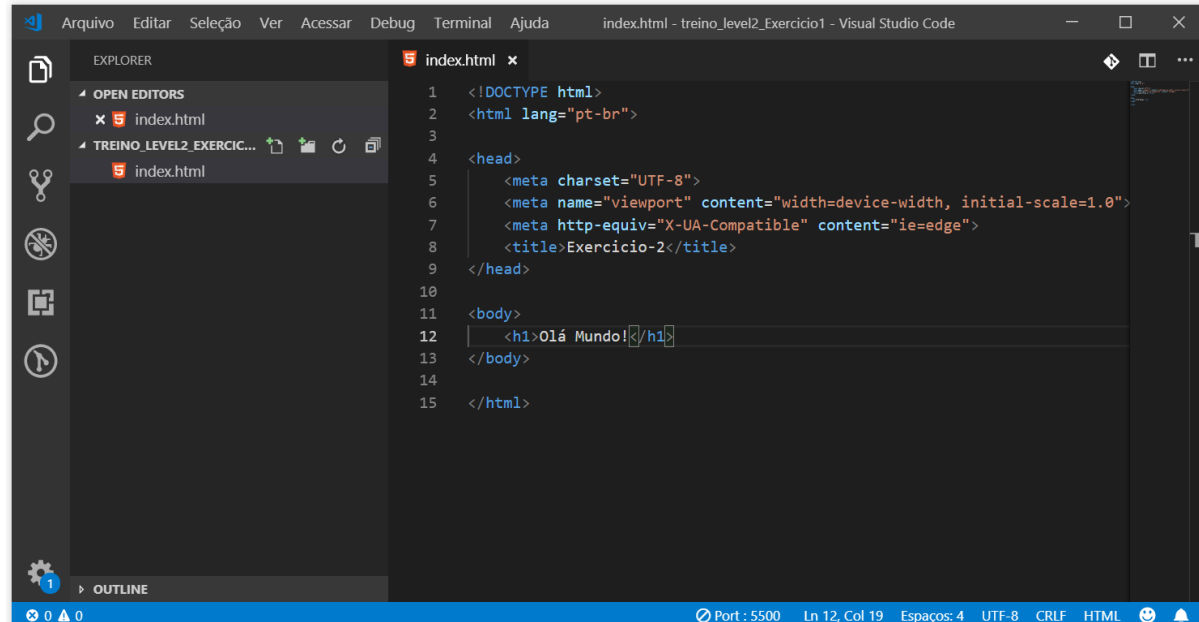 Arquivo Editar Seleção Ver Acessar Debug Terminal Ajuda index.html - treino_level2_Exercicio1 - Visual Studio Code
EXPLORER
OPEN EDITORS
index.html
TREINO_LEVEL2_EXERCIC...
index.html
OUTLINE
index.html
1 <!DOCTYPE html>
2 <html lang="pt-br">
3
4 <head>
5 <meta charset="UTF-8">
6 <meta name="viewport" content="width=device-width, initial-scale=1.0">
7 <meta http-equiv="X-UA-Compatible" content="ie=edge">
8 <title>Exercicio-2</title>
9 </head>
10
11 <body>
12 <h1>Olá Mundo!</h1>
13 </body>
14
15 </html>
1
0 0 Port : 5500 Ln 12, Col 19 Espaços: 4 UTF-8 CRLF HTML